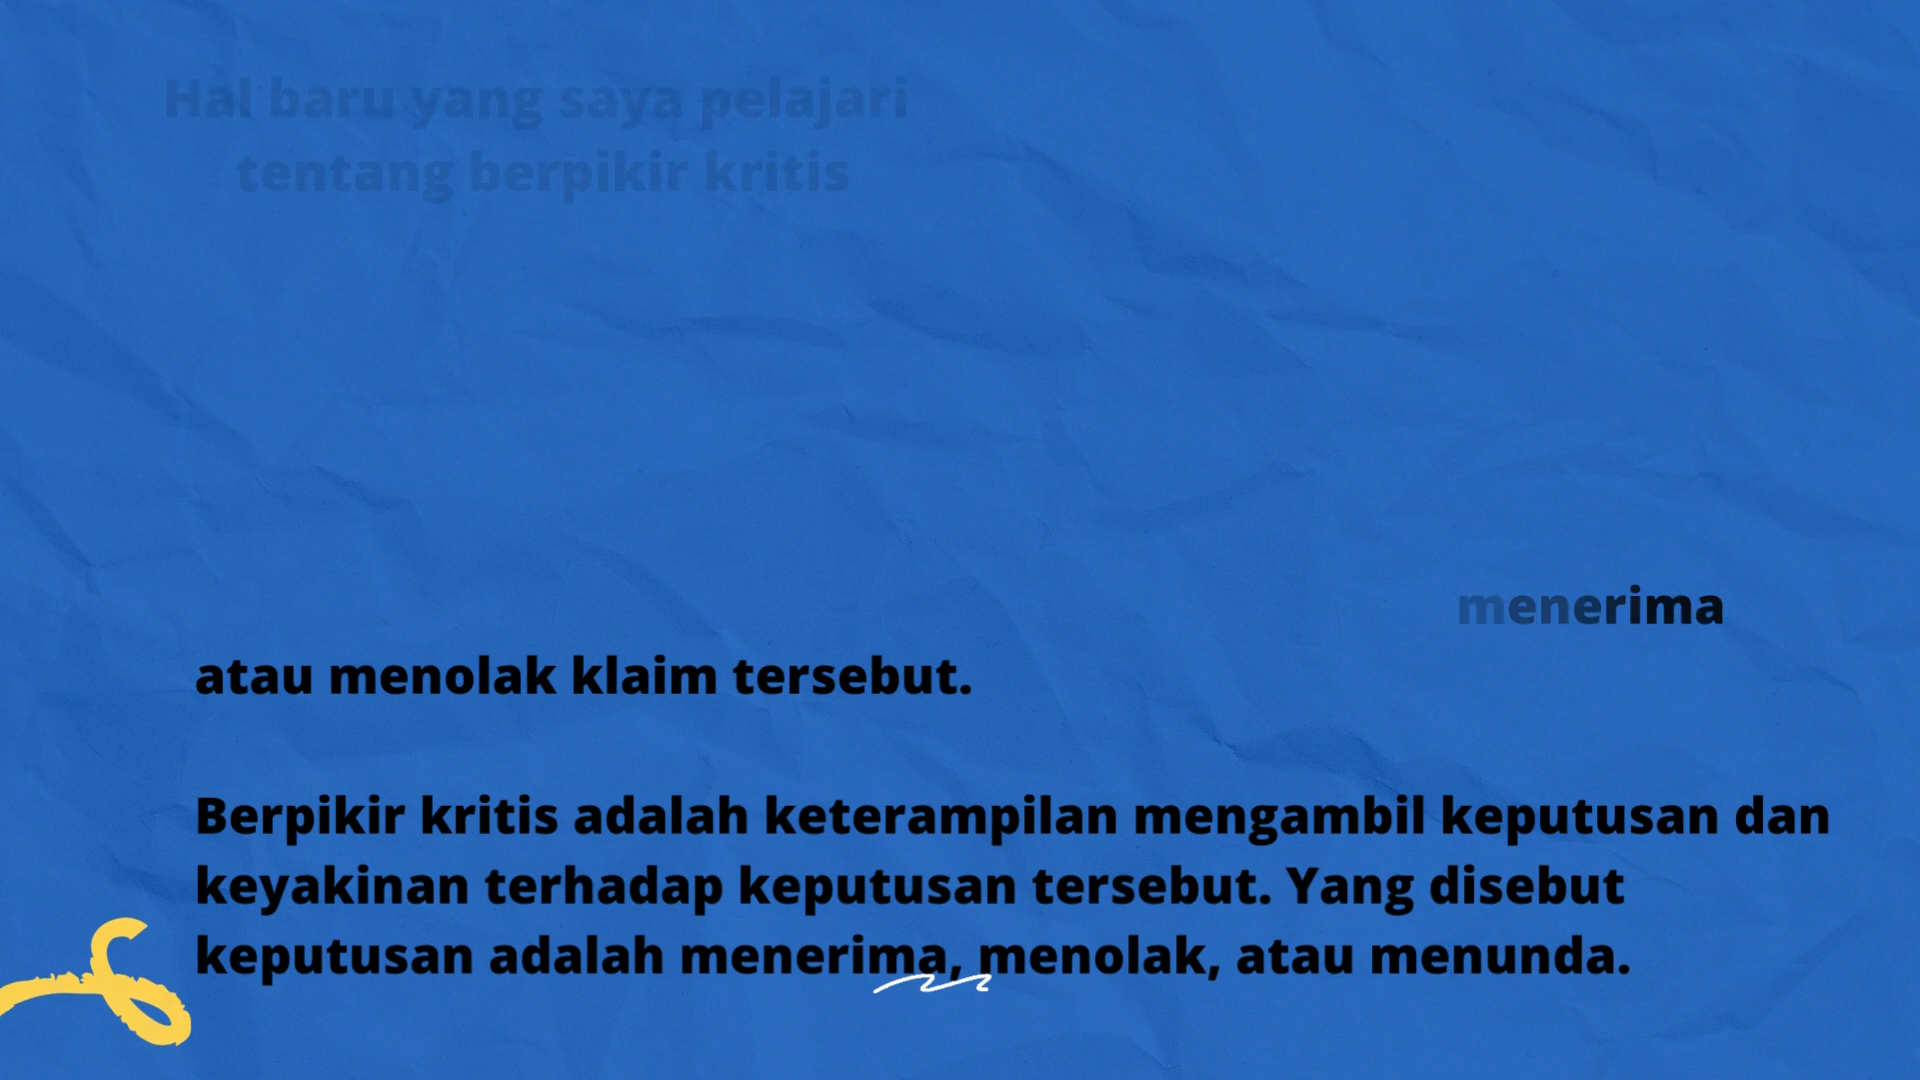 Hal baru yang saya pelajari
tentang berpikir kritis
menerima
atau menolak klaim tersebut.
Berpikir kritis adalah keterampilan mengambil keputusan dan
keyakinan terhadap keputusan tersebut. Yang disebut
keputusan adalah menerima, menolak, atau menunda.